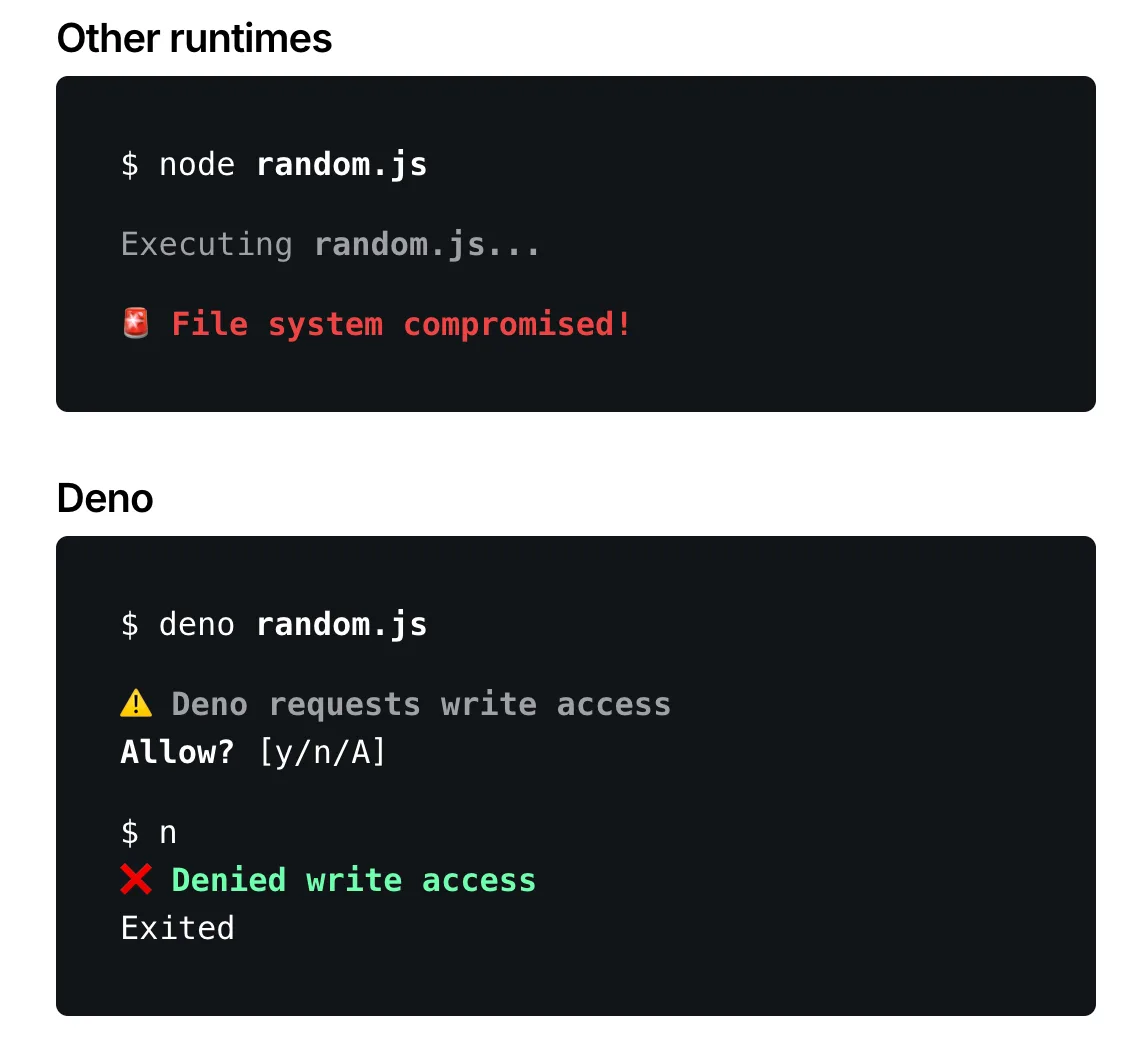 Other runtimes
$ node random.js
Executing random.js...
🚨 File system compromised!
Deno
$ deno random.js
⚠️ Deno requests write access
Allow? [y/n/A]
$ n
❌ Denied write access
Exited